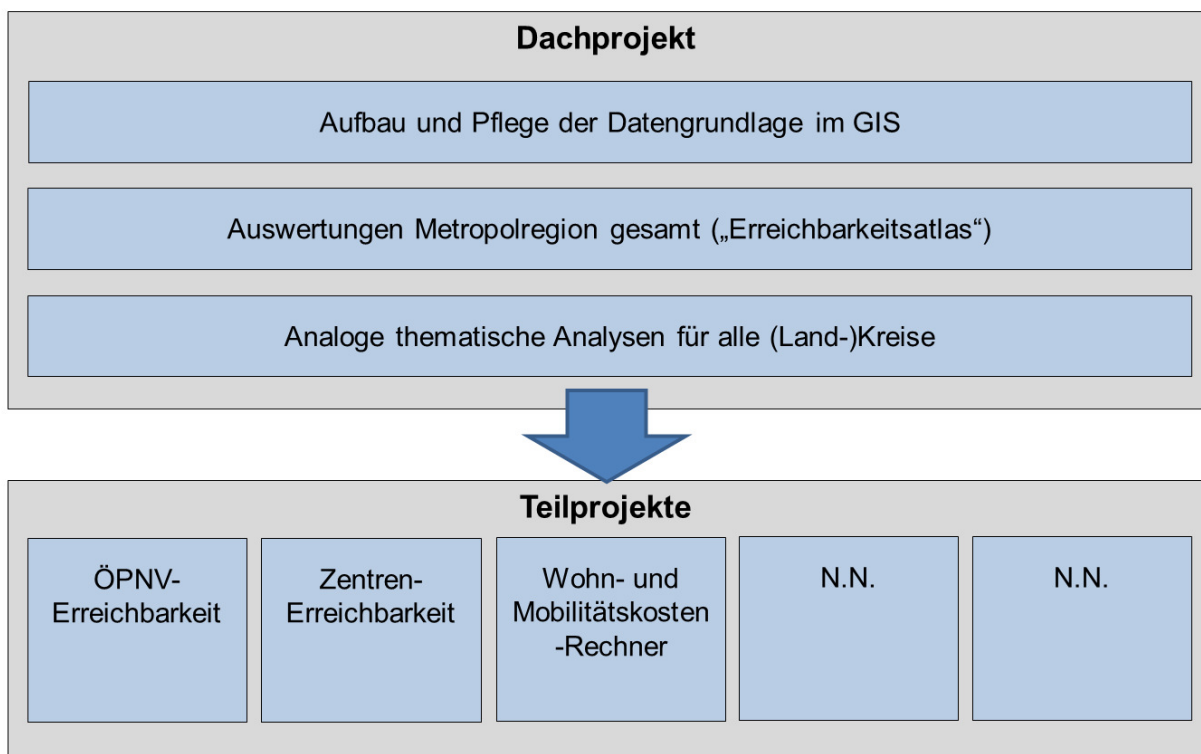 Dachprojekt
Aufbau und Pflege der Datengrundlage im GIS
Auswertungen Metropolregion gesamt („Erreichbarkeitsatlas“)
Analoge thematische Analysen für alle (Land-)Kreise
Teilprojekte
ÖPNV-
Erreichbarkeit
Zentren-
Erreichbarkeit
Wohn- und
Mobilitätskosten
-Rechner
N.N.
N.N.